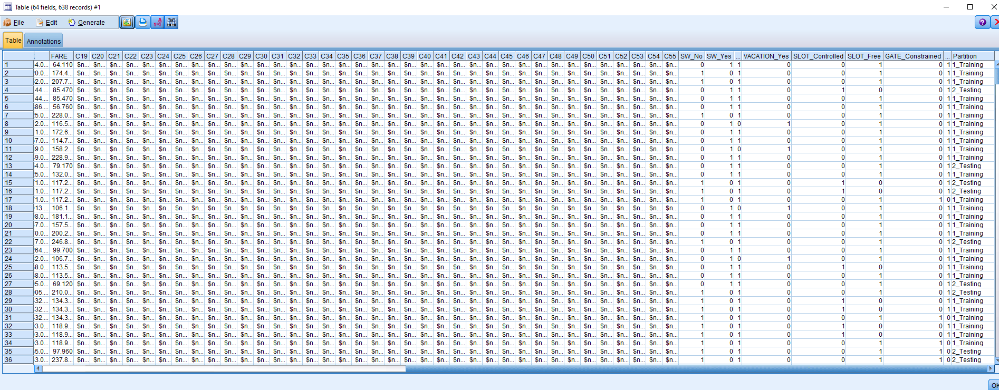 Table (64 fields, 638 records) #1
File Edit Generate
Table Annotations
: FARE C19 C20 C21 C22 C23 C24 C25 C26 C27 C28 C29 C30 C31 C32 C33 C34 C35 C36 C37 C38 C39 C40 C41 C42 C43 C44 C45 C46 C47 C48 C49 C50 C51 C52 C53 C54 C55 SW_No SW_Yes ... VACATION_Yes SLOT_Controlled SLOT_Free GATE_Constrained ... Partition
1 4.0... 64.110 $n... $n... $n... $n... $n... $n... $n... $n... $n... $n... $n... $n... $n... $n... $n... $n... $n... $n... $n... $n... $n... $n... $n... $n... $n... $n... $n... $n... $n... $n... $n... $n... $n... $n... $n... $n... $n... 0 1 1 0 0 1 0 1 1_Training
2 0.0... 174.4... $n... $n... $n... $n... $n... $n... $n... $n... $n... $n... $n... $n... $n... $n... $n... $n... $n... $n... $n... $n... $n... $n... $n... $n... $n... $n... $n... $n... $n... $n... $n... $n... $n... $n... $n... $n... $n... 1 0 1 0 0 1 0 1 1_Training
3 2.0... 207.7... $n... $n... $n... $n... $n... $n... $n... $n... $n... $n... $n... $n... $n... $n... $n... $n... $n... $n... $n... $n... $n... $n... $n... $n... $n... $n... $n... $n... $n... $n... $n... $n... $n... $n... $n... $n... $n... 1 0 1 0 0 1 0 1 1_Training
4 44... 85.470 $n... $n... $n... $n... $n... $n... $n... $n... $n... $n... $n... $n... $n... $n... $n... $n... $n... $n... $n... $n... $n... $n... $n... $n... $n... $n... $n... $n... $n... $n... $n... $n... $n... $n... $n... $n... $n... 0 1 1 0 1 0 0 1 2_Testing
5 44... 85.470 $n... $n... $n... $n... $n... $n... $n... $n... $n... $n... $n... $n... $n... $n... $n... $n... $n... $n... $n... $n... $n... $n... $n... $n... $n... $n... $n... $n... $n... $n... $n... $n... $n... $n... $n... $n... $n... 0 1 1 0 0 1 0 1 1_Training
6 86... 56.760 $n... $n... $n... $n... $n... $n... $n... $n... $n... $n... $n... $n... $n... $n... $n... $n... $n... $n... $n... $n... $n... $n... $n... $n... $n... $n... $n... $n... $n... $n... $n... $n... $n... $n... $n... $n... $n... 0 1 1 0 0 1 0 1 1_Training
7 5.0... 228.0... $n... $n... $n... $n... $n... $n... $n... $n... $n... $n... $n... $n... $n... $n... $n... $n... $n... $n... $n... $n... $n... $n... $n... $n... $n... $n... $n... $n... $n... $n... $n... $n... $n... $n... $n... $n... $n... 1 0 1 0 0 1 0 1 1_Training
8 2.0... 116.5... $n... $n... $n... $n... $n... $n... $n... $n... $n... $n... $n... $n... $n... $n... $n... $n... $n... $n... $n... $n... $n... $n... $n... $n... $n... $n... $n... $n... $n... $n... $n... $n... $n... $n... $n... $n... $n... 0 1 0 1 0 1 0 1 1_Training
9 1.0... 172.6... $n... $n... $n... $n... $n... $n... $n... $n... $n... $n... $n... $n... $n... $n... $n... $n... $n... $n... $n... $n... $n... $n... $n... $n... $n... $n... $n... $n... $n... $n... $n... $n... $n... $n... $n... $n... $n... 0 1 1 0 0 1 0 1 1_Training
10 7.0... 114.7... $n... $n... $n... $n... $n... $n... $n... $n... $n... $n... $n... $n... $n... $n... $n... $n... $n... $n... $n... $n... $n... $n... $n... $n... $n... $n... $n... $n... $n... $n... $n... $n... $n... $n... $n... $n... $n... 0 1 1 0 0 1 0 1 1_Training
11 9.0... 158.2... $n... $n... $n... $n... $n... $n... $n... $n... $n... $n... $n... $n... $n... $n... $n... $n... $n... $n... $n... $n... $n... $n... $n... $n... $n... $n... $n... $n... $n... $n... $n... $n... $n... $n... $n... $n... $n... 0 1 0 1 0 1 0 1 1_Training
12 9.0... 228.9... $n... $n... $n... $n... $n... $n... $n... $n... $n... $n... $n... $n... $n... $n... $n... $n... $n... $n... $n... $n... $n... $n... $n... $n... $n... $n... $n... $n... $n... $n... $n... $n... $n... $n... $n... $n... $n... 0 1 1 0 0 1 0 1 1_Training
13 4.0... 79.170 $n... $n... $n... $n... $n... $n... $n... $n... $n... $n... $n... $n... $n... $n... $n... $n... $n... $n... $n... $n... $n... $n... $n... $n... $n... $n... $n... $n... $n... $n... $n... $n... $n... $n... $n... $n... $n... 0 1 1 0 0 1 0 1 2_Testing
14 5.0... 132.0... $n... $n... $n... $n... $n... $n... $n... $n... $n... $n... $n... $n... $n... $n... $n... $n... $n... $n... $n... $n... $n... $n... $n... $n... $n... $n... $n... $n... $n... $n... $n... $n... $n... $n... $n... $n... $n... 0 1 1 0 0 1 0 1 1_Training
15 1.0... 117.2... $n... $n... $n... $n... $n... $n... $n... $n... $n... $n... $n... $n... $n... $n... $n... $n... $n... $n... $n... $n... $n... $n... $n... $n... $n... $n... $n... $n... $n... $n... $n... $n... $n... $n... $n... $n... $n... 1 0 1 0 1 0 0 1 2_Testing
16 1.0... 117.2... $n... $n... $n... $n... $n... $n... $n... $n... $n... $n... $n... $n... $n... $n... $n... $n... $n... $n... $n... $n... $n... $n... $n... $n... $n... $n... $n... $n... $n... $n... $n... $n... $n... $n... $n... $n... $n... 1 0 1 0 1 0 0 1 2_Testing
17 1.0... 117.2... $n... $n... $n... $n... $n... $n... $n... $n... $n... $n... $n... $n... $n... $n... $n... $n... $n... $n... $n... $n... $n... $n... $n... $n... $n... $n... $n... $n... $n... $n... $n... $n... $n... $n... $n... $n... $n... 1 0 1 0 0 1 1 0 1_Training
18 13... 106.1... $n... $n... $n... $n... $n... $n... $n... $n... $n... $n... $n... $n... $n... $n... $n... $n... $n... $n... $n... $n... $n... $n... $n... $n... $n... $n... $n... $n... $n... $n... $n... $n... $n... $n... $n... $n... $n... 0 1 0 1 0 1 0 1 1_Training
19 8.0... 181.1... $n... $n... $n... $n... $n... $n... $n... $n... $n... $n... $n... $n... $n... $n... $n... $n... $n... $n... $n... $n... $n... $n... $n... $n... $n... $n... $n... $n... $n... $n... $n... $n... $n... $n... $n... $n... $n... 0 1 1 0 0 1 0 1 1_Training
20 7.0... 157.5... $n... $n... $n... $n... $n... $n... $n... $n... $n... $n... $n... $n... $n... $n... $n... $n... $n... $n... $n... $n... $n... $n... $n... $n... $n... $n... $n... $n... $n... $n... $n... $n... $n... $n... $n... $n... $n... 0 1 1 0 0 1 0 1 1_Training
21 0.0... 200.2... $n... $n... $n... $n... $n... $n... $n... $n... $n... $n... $n... $n... $n... $n... $n... $n... $n... $n... $n... $n... $n... $n... $n... $n... $n... $n... $n... $n... $n... $n... $n... $n... $n... $n... $n... $n... $n... 0 1 1 0 0 1 0 1 1_Training
22 7.0... 246.8... $n... $n... $n... $n... $n... $n... $n... $n... $n... $n... $n... $n... $n... $n... $n... $n... $n... $n... $n... $n... $n... $n... $n... $n... $n... $n... $n... $n... $n... $n... $n... $n... $n... $n... $n... $n... $n... 1 0 1 0 0 1 0 1 2_Testing
23 64... 99.700 $n... $n... $n... $n... $n... $n... $n... $n... $n... $n... $n... $n... $n... $n... $n... $n... $n... $n... $n... $n... $n... $n... $n... $n... $n... $n... $n... $n... $n... $n... $n... $n... $n... $n... $n... $n... $n... 0 1 1 0 0 1 0 1 1_Training
24 2.0... 106.7... $n... $n... $n... $n... $n... $n... $n... $n... $n... $n... $n... $n... $n... $n... $n... $n... $n... $n... $n... $n... $n... $n... $n... $n... $n... $n... $n... $n... $n... $n... $n... $n... $n... $n... $n... $n... $n... 0 1 0 1 0 1 0 1 1_Training
25 8.0... 113.5... $n... $n... $n... $n... $n... $n... $n... $n... $n... $n... $n... $n... $n... $n... $n... $n... $n... $n... $n... $n... $n... $n... $n... $n... $n... $n... $n... $n... $n... $n... $n... $n... $n... $n... $n... $n... $n... 0 1 1 0 1 0 0 1 1_Training
26 8.0... 113.5... $n... $n... $n... $n... $n... $n... $n... $n... $n... $n... $n... $n... $n... $n... $n... $n... $n... $n... $n... $n... $n... $n... $n... $n... $n... $n... $n... $n... $n... $n... $n... $n... $n... $n... $n... $n... $n... 0 1 1 0 0 1 0 1 1_Training
27 5.0... 69.120 $n... $n... $n... $n... $n... $n... $n... $n... $n... $n... $n... $n... $n... $n... $n... $n... $n... $n... $n... $n... $n... $n... $n... $n... $n... $n... $n... $n... $n... $n... $n... $n... $n... $n... $n... $n... $n... 0 1 1 0 0 1 0 1 2_Testing
28 05... 210.0... $n... $n... $n... $n... $n... $n... $n... $n... $n... $n... $n... $n... $n... $n... $n... $n... $n... $n... $n... $n... $n... $n... $n... $n... $n... $n... $n... $n... $n... $n... $n... $n... $n... $n... $n... $n... $n... 1 0 1 0 0 1 0 1 2_Testing
29 32... 134.3... $n... $n... $n... $n... $n... $n... $n... $n... $n... $n... $n... $n... $n... $n... $n... $n... $n... $n... $n... $n... $n... $n... $n... $n... $n... $n... $n... $n... $n... $n... $n... $n... $n... $n... $n... $n... $n... 1 0 1 0 1 0 0 1 1_Training
30 32... 134.3... $n... $n... $n... $n... $n... $n... $n... $n... $n... $n... $n... $n... $n... $n... $n... $n... $n... $n... $n... $n... $n... $n... $n... $n... $n... $n... $n... $n... $n... $n... $n... $n... $n... $n... $n... $n... $n... 1 0 1 0 1 0 0 1 1_Training
31 32... 134.3... $n... $n... $n... $n... $n... $n... $n... $n... $n... $n... $n... $n... $n... $n... $n... $n... $n... $n... $n... $n... $n... $n... $n... $n... $n... $n... $n... $n... $n... $n... $n... $n... $n... $n... $n... $n... $n... 1 0 1 0 0 1 1 0 1_Training
32 3.0... 118.9... $n... $n... $n... $n... $n... $n... $n... $n... $n... $n... $n... $n... $n... $n... $n... $n... $n... $n... $n... $n... $n... $n... $n... $n... $n... $n... $n... $n... $n... $n... $n... $n... $n... $n... $n... $n... $n... 1 0 1 0 1 0 0 1 1_Training
33 3.0... 118.9... $n... $n... $n... $n... $n... $n... $n... $n... $n... $n... $n... $n... $n... $n... $n... $n... $n... $n... $n... $n... $n... $n... $n... $n... $n... $n... $n... $n... $n... $n... $n... $n... $n... $n... $n... $n... $n... 1 0 1 0 1 0 0 1 1_Training
34 3.0... 118.9... $n... $n... $n... $n... $n... $n... $n... $n... $n... $n... $n... $n... $n... $n... $n... $n... $n... $n... $n... $n... $n... $n... $n... $n... $n... $n... $n... $n... $n... $n... $n... $n... $n... $n... $n... $n... $n... 1 0 1 0 0 1 1 0 1_Training
35 5.0... 97.960 $n... $n... $n... $n... $n... $n... $n... $n... $n... $n... $n... $n... $n... $n... $n... $n... $n... $n... $n... $n... $n... $n... $n... $n... $n... $n... $n... $n... $n... $n... $n... $n... $n... $n... $n... $n... $n... 1 0 1 0 0 1 1 0 2_Testing
36 3.0... 237.8... $n... $n... $n... $n... $n... $n... $n... $n... $n... $n... $n... $n... $n... $n... $n... $n... $n... $n... $n... $n... $n... $n... $n... $n... $n... $n... $n... $n... $n... $n... $n... $n... $n... $n... $n... $n... $n... 1 0 1 0 0 1 1 0 2_Testing
OK